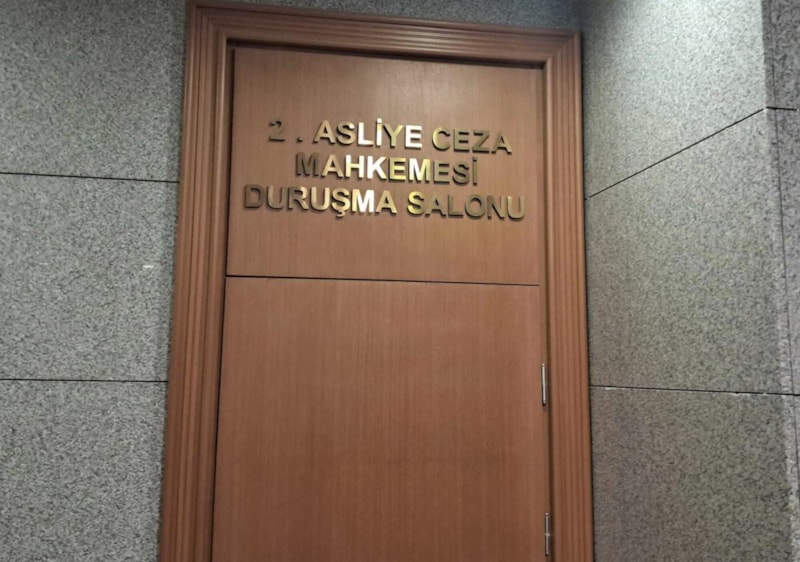 2 . ASLİYE CEZA
MAHKEMESİ
DURUŞMA SALONU